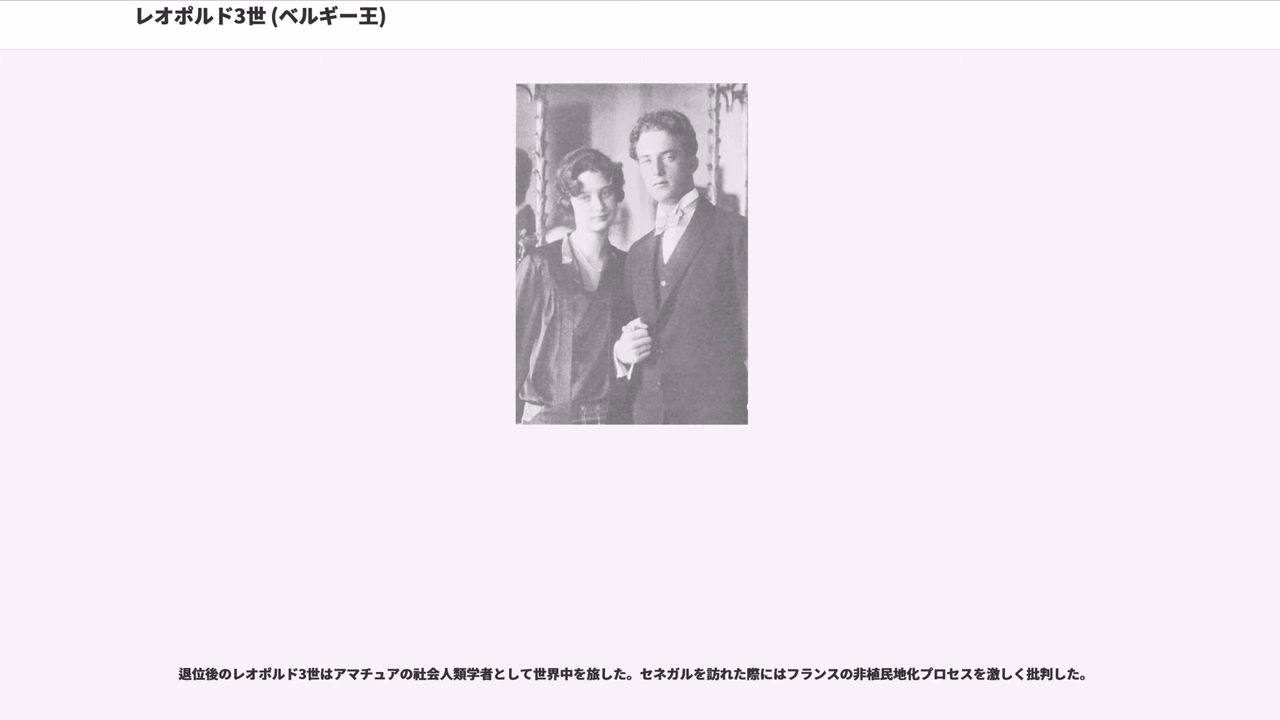 レオポルド3世 (ベルギー王)
退位後のレオポルド3世はアマチュアの社会人類学者として世界中を旅した。セネガルを訪れた際にはフランスの非植民地化プロセスを激しく批判した。